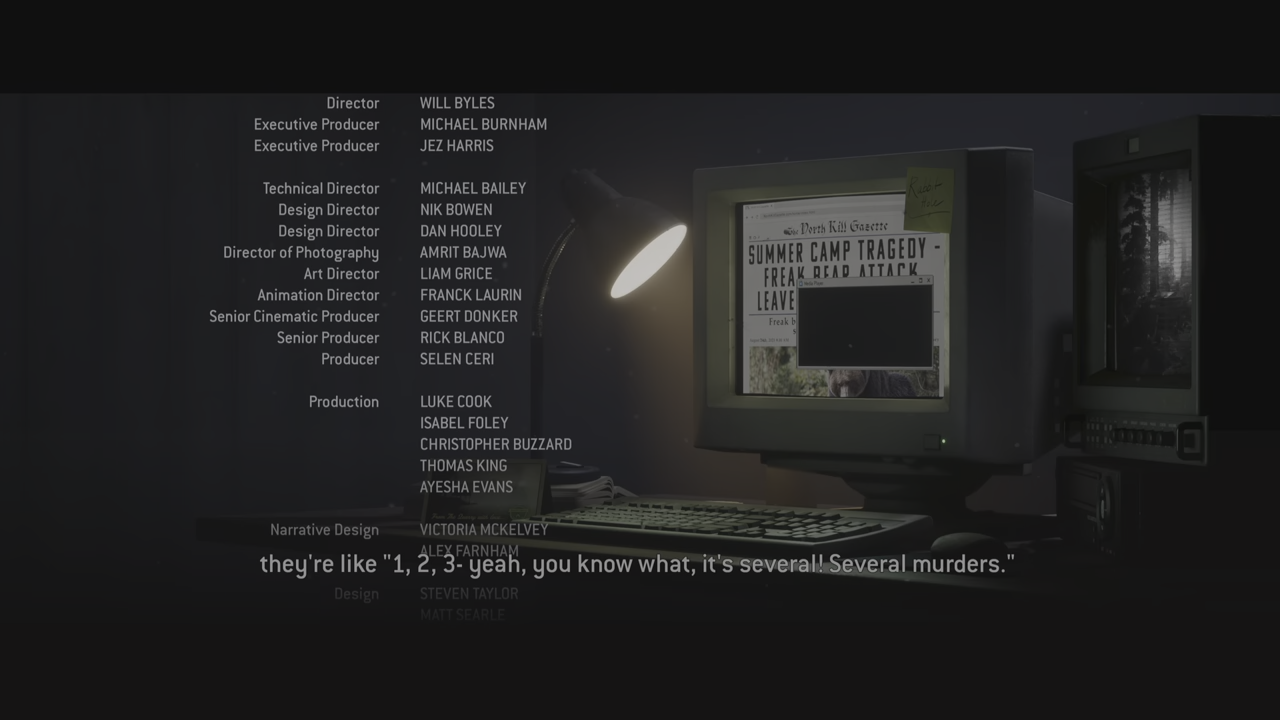 Director WILL BYLES
Executive Producer MICHAEL BURNHAM
Executive Producer JEZ HARRIS
Technical Director MICHAEL BAILEY
Design Director NIK BOWEN
Design Director DAN HOOLEY
Director of Photography AMRIT BAJWA
Art Director LIAM GRICE
Animation Director FRANCK LAURIN
Senior Cinematic Producer GEERT DONKER
Senior Producer RICK BLANCO
Producer SELEN CERI
Production LUKE COOK
ISABEL FOLEY
CHRISTOPHER BUZZARD
THOMAS KING
AYESHA EVANS
Narrative Design VICTORIA MCKELVEY
ALEX FARNHAM
they're like "1, 2, 3- yeah, you know what, it's several! Several murders."
Design STEVEN TAYLOR
MATT SEARLE
The North Kill Gazette
SUMMER CAMP TRAGEDY -
FREAK BEAR ATTACK
LEAVE
Freak b